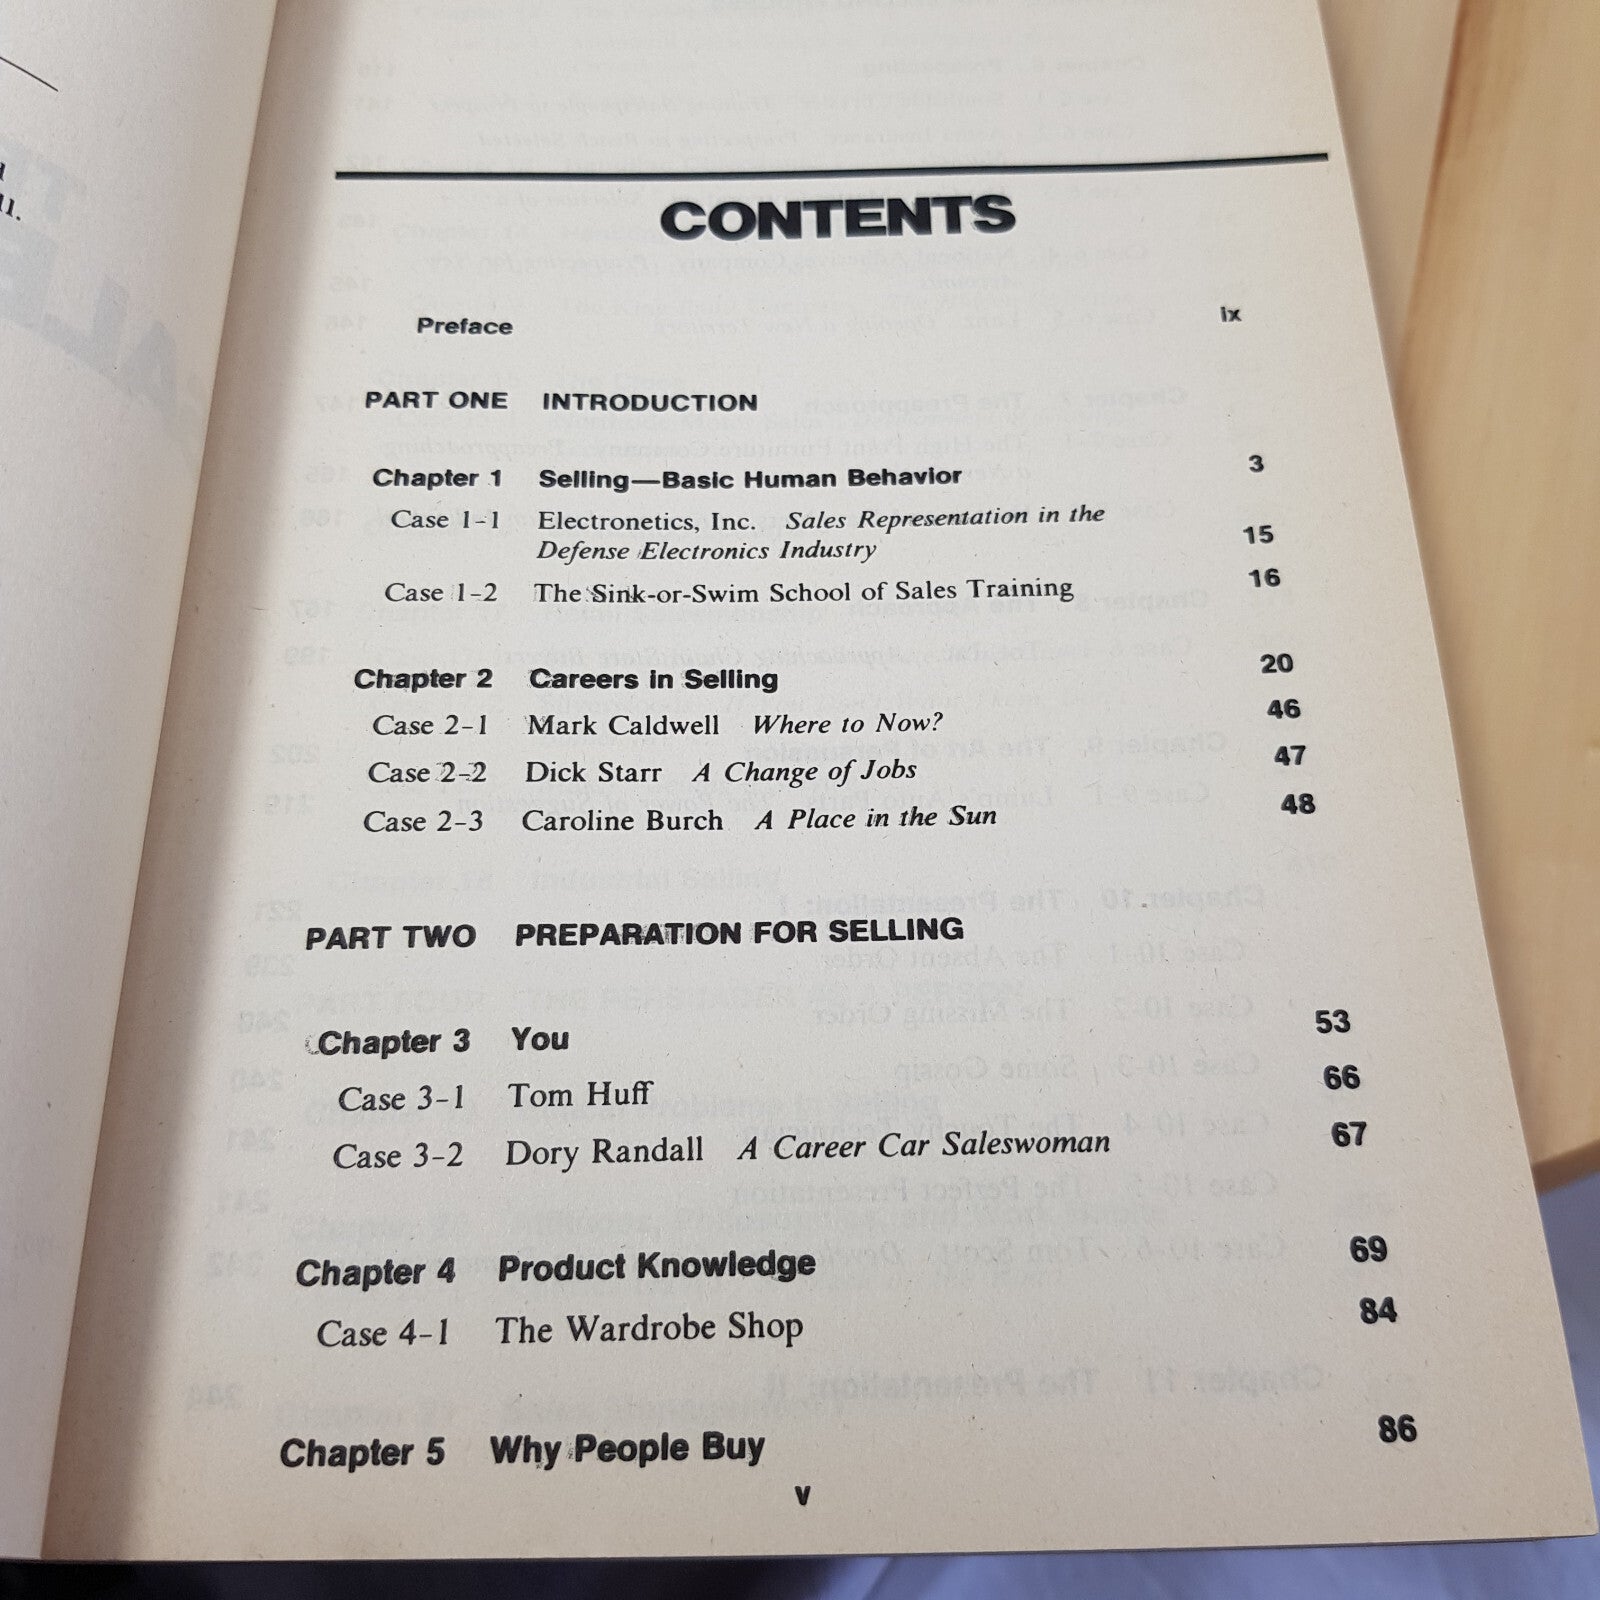 CONTENTS
Preface ix
PART ONE INTRODUCTION
Chapter 1 Selling—Basic Human Behavior 3
Case 1-1 Electronetics, Inc. Sales Representation in the
Defense Electronics Industry 15
Case 1-2 The Sink-or-Swim School of Sales Training 16
Chapter 2 Careers in Selling 20
Case 2-1 Mark Caldwell Where to Now? 46
Case 2-2 Dick Starr A Change of Jobs 47
Case 2-3 Caroline Burch A Place in the Sun 48
PART TWO PREPARATION FOR SELLING
Chapter 3 You 53
Case 3-1 Tom Huff 66
Case 3-2 Dory Randall A Career Car Saleswoman 67
Chapter 4 Product Knowledge 69
Case 4-1 The Wardrobe Shop 84
Chapter 5 Why People Buy 86
v